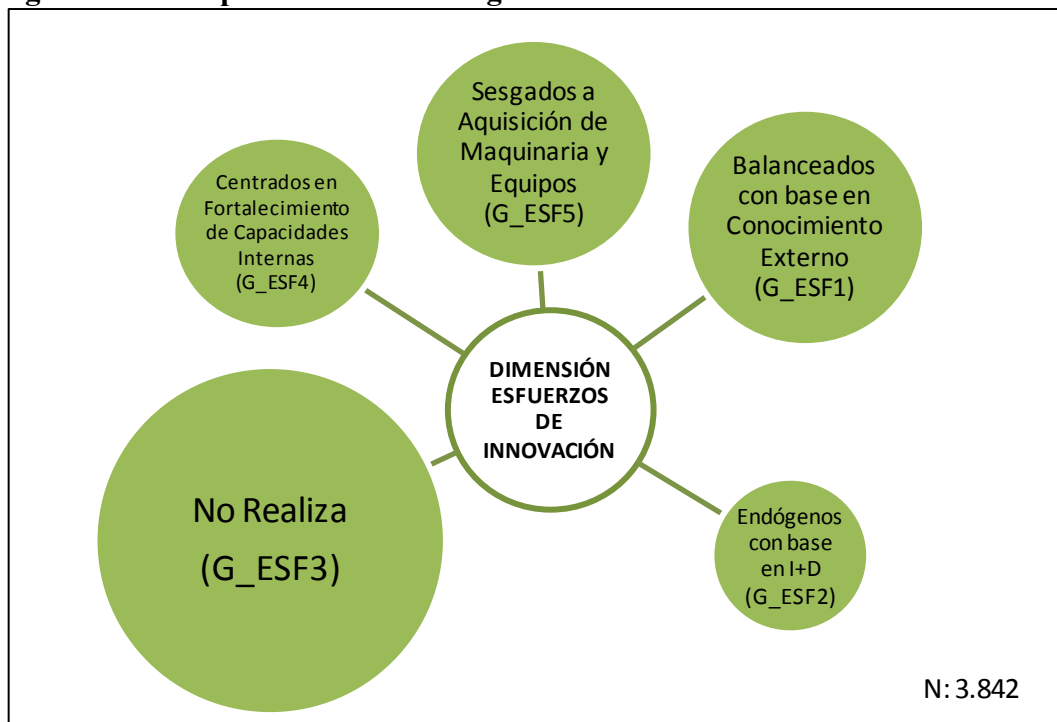 Sesgados a
Aquisición de
Maquinaria y
Equipos
(G_ESF5)
Balanceados
con base en
Conocimiento
Externo
(G_ESF1)
Centrados en
Fortalecimiento
de Capacidades
Internas
(G_ESF4)
DIMENSIÓN
ESFUERZOS
DE
INNOVACIÓN
No Realiza
(G_ESF3)
Endógenos
con base
en I+D
(G_ESF2)
N: 3.842